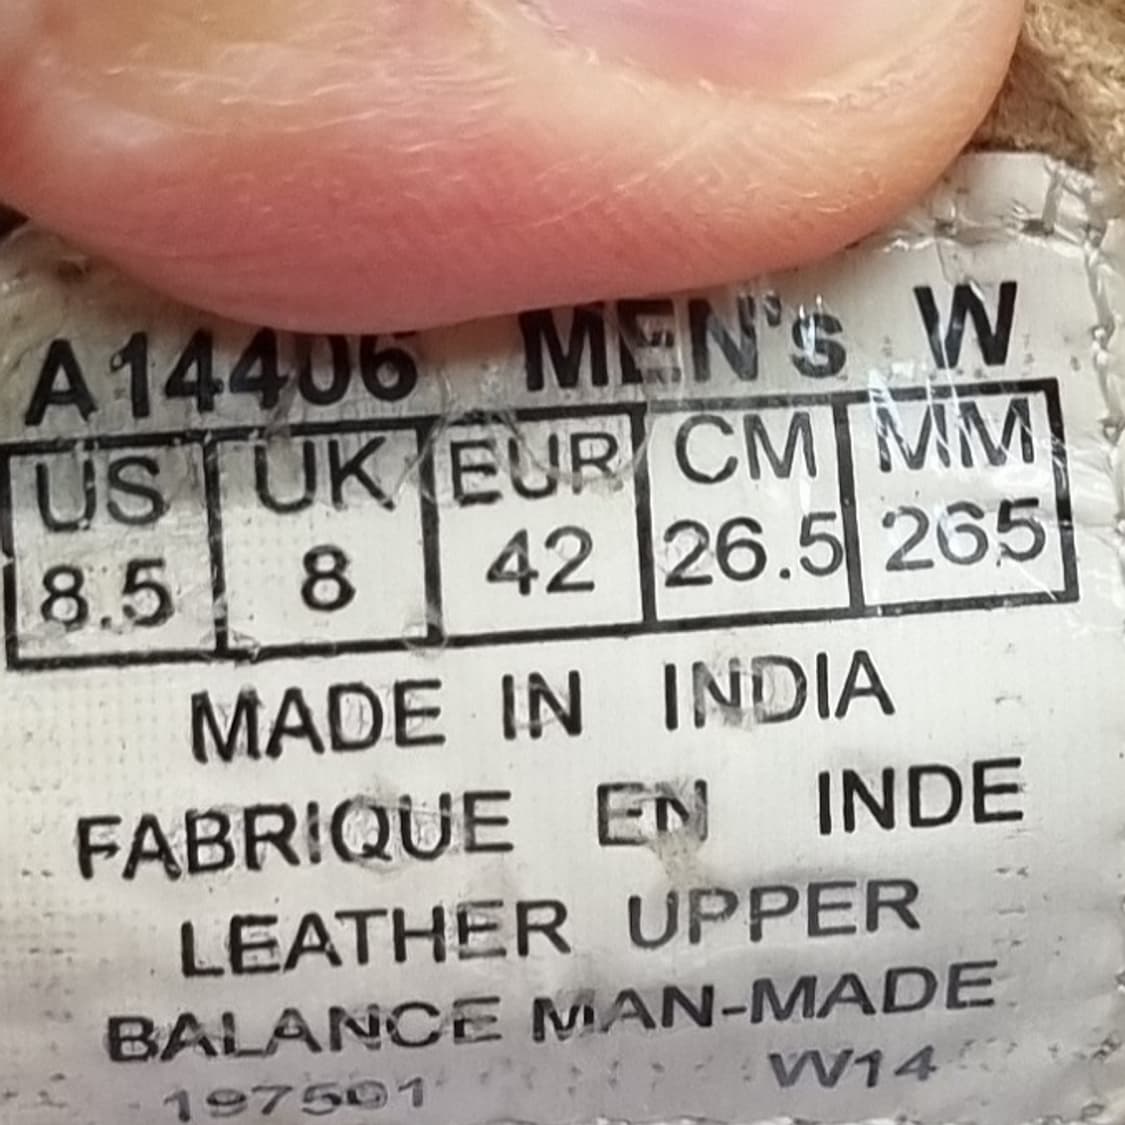 A14406 MEN's W
US UK EUR CM MM
8.5 8 42 26.5 265
MADE IN INDIA
FABRIQUE EN INDE
LEATHER UPPER
BALANCE MAN-MADE
W14